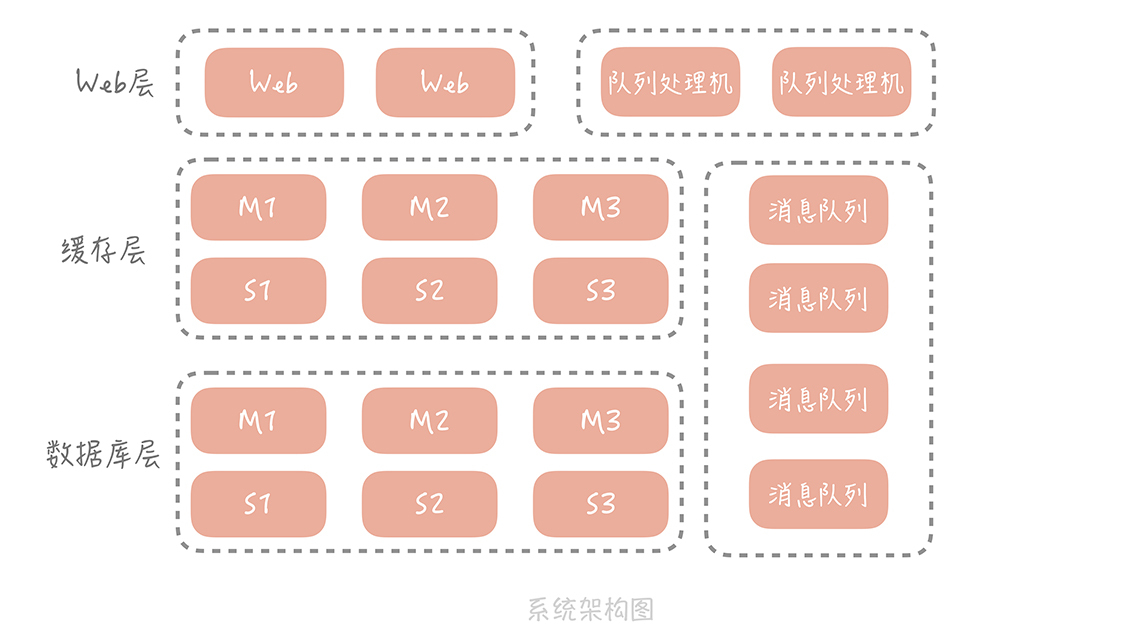 Web层
Web
Web
队列处理机
队列处理机
缓存层
M1
M2
M3
S1
S2
S3
消息队列
消息队列
数据库层
M1
M2
M3
S1
S2
S3
消息队列
消息队列
系统架构图